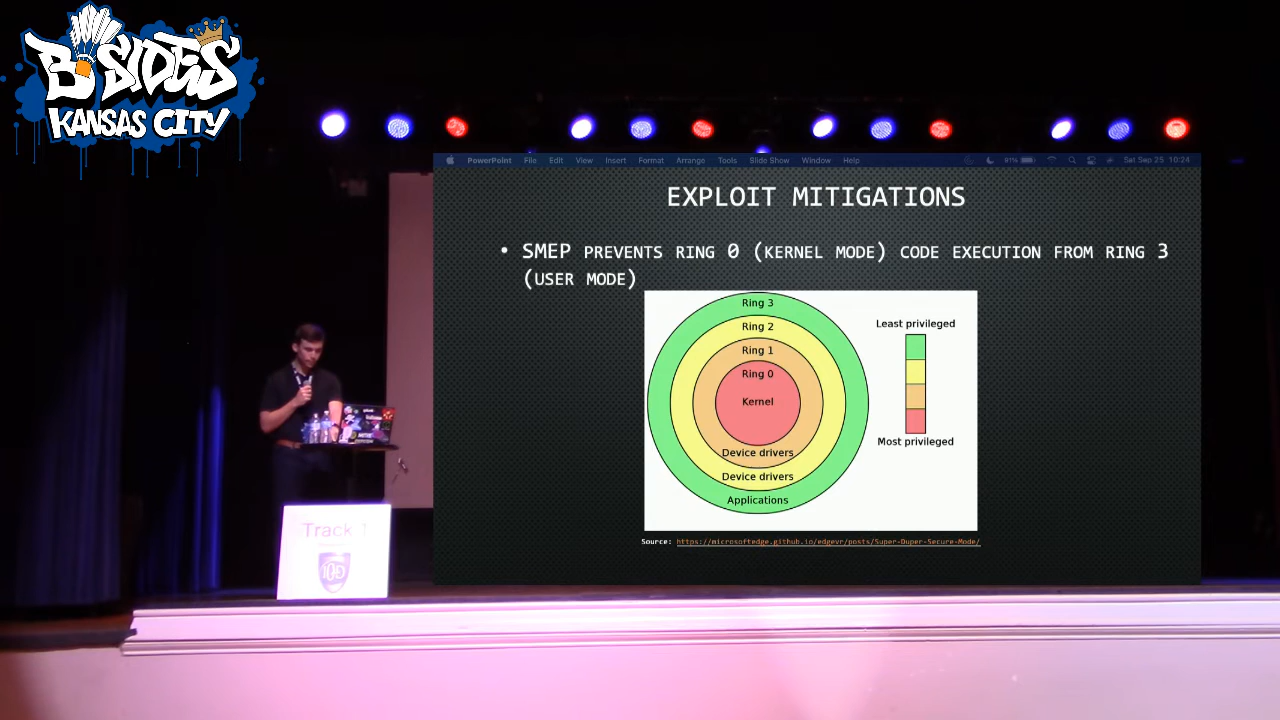 B-SIDES
KANSAS CITY
PowerPoint File Edit View Insert Format Arrange Tools Slide Show Window Help 91% Sat Sep 25 10:24
EXPLOIT MITIGATIONS
• SMEP PREVENTS RING 0 (KERNEL MODE) CODE EXECUTION FROM RING 3
(USER MODE)
Ring 3
Ring 2
Ring 1
Ring 0
Kernel
Device drivers
Device drivers
Applications
Least privileged
Most privileged
Source: https://microsoftedge.github.io/edgevr/posts/Super-Duper-Secure-Mode/
Track 1